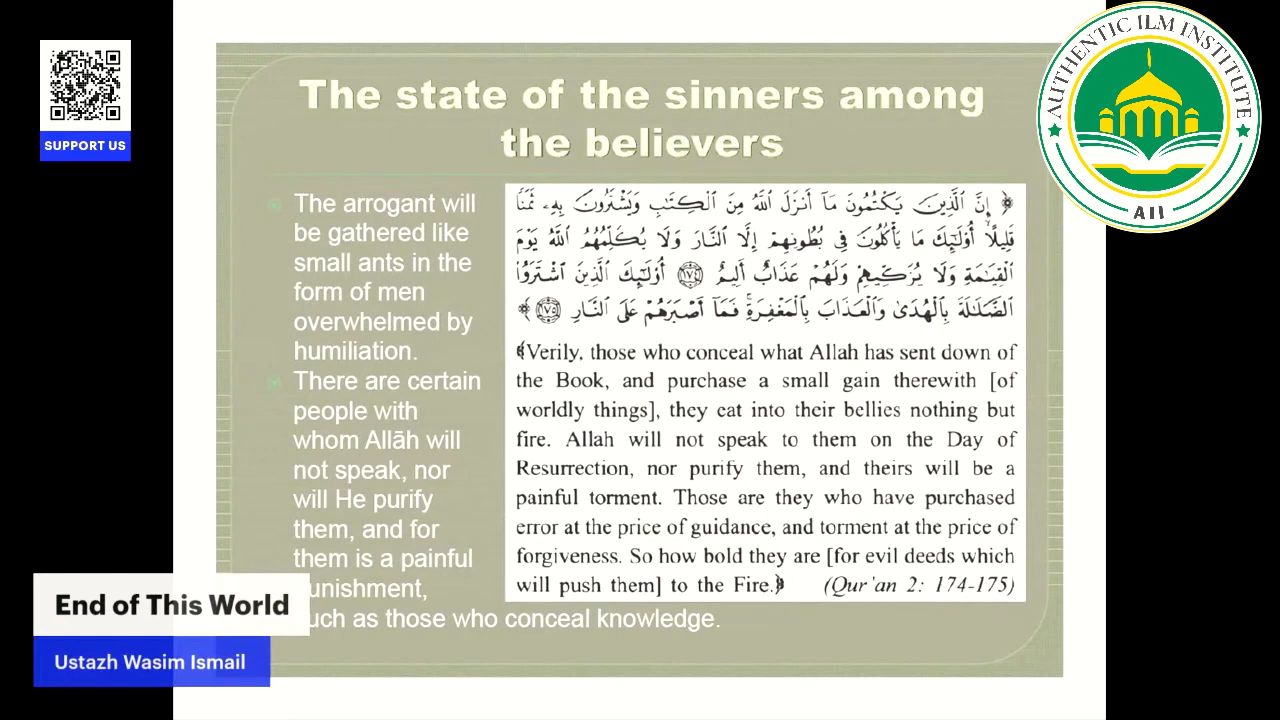 SUPPORT US
AUTHENTIC ILM INSTITUTE
AII
The state of the sinners among
the believers
The arrogant will
be gathered like
small ants in the
form of men
overwhelmed by
humiliation.
There are certain
people with
whom Allāh will
not speak, nor
will He purify
them, and for
them is a painful
unishment,
uch as those who conceal knowledge.
﴿ إِنَّ ٱلَّذِينَ يَكْتُمُونَ مَآ أَنزَلَ ٱللَّهُ مِنَ ٱلْكِتَٰبِ وَيَشْتَرُونَ بِهِۦ ثَمَنًا
قَلِيلًا أُو۟لَٰٓئِكَ مَا يَأْكُلُونَ فِى بُطُونِهِمْ إِلَّا ٱلنَّارَ وَلَا يُكَلِّمُهُمُ ٱللَّهُ يَوْمَ
ٱلْقِيَٰمَةِ وَلَا يُزَكِّيهِمْ وَلَهُمْ عَذَابٌ أَلِيمٌ ١٧٤ أُو۟لَٰٓئِكَ ٱلَّذِينَ ٱشْتَرَوُا۟
ٱلضَّلَٰلَةَ بِٱلْهُدَىٰ وَٱلْعَذَابَ بِٱلْمَغْفِرَةِ ۚ فَمَآ أَصْبَرَهُمْ عَلَى ٱلنَّارِ ١٧٥ ﴾
﴾Verily, those who conceal what Allah has sent down of
the Book, and purchase a small gain therewith [of
worldly things], they eat into their bellies nothing but
fire. Allah will not speak to them on the Day of
Resurrection, nor purify them, and theirs will be a
painful torment. Those are they who have purchased
error at the price of guidance, and torment at the price of
forgiveness. So how bold they are [for evil deeds which
will push them] to the Fire.﴿ (Qur'an 2: 174-175)
End of This World
Ustazh Wasim Ismail